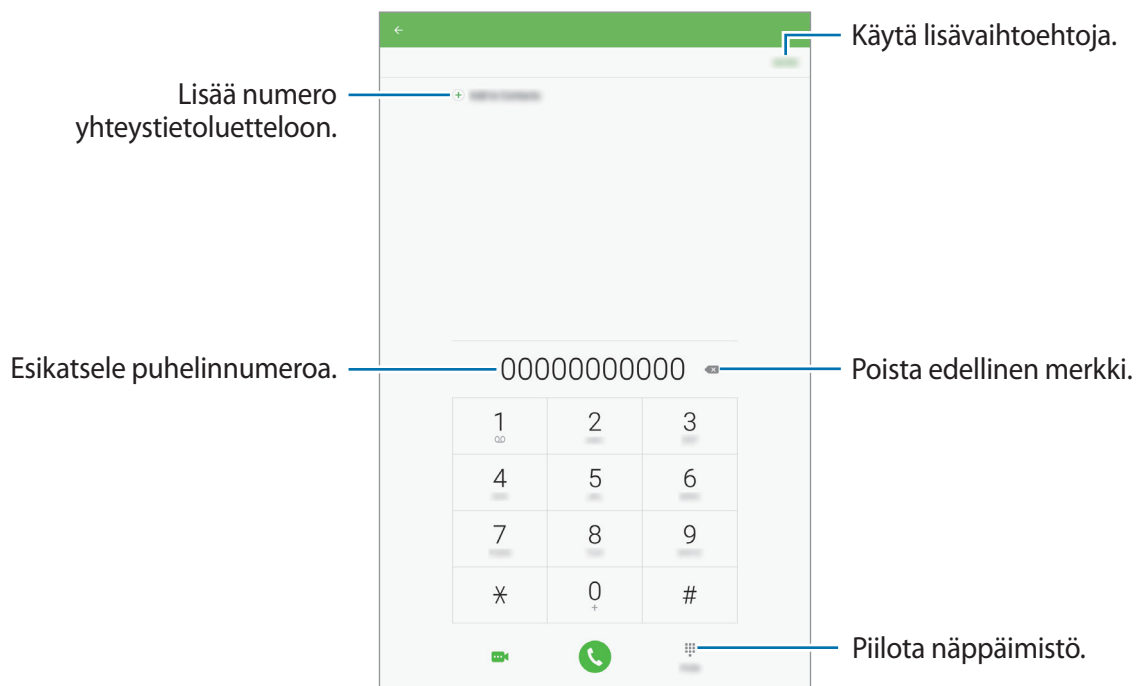 Käytä lisävaihtoehtoja.
Lisää numero
yhteystietoluetteloon.
Esikatsele puhelinnumeroa.
00000000000
Poista edellinen merkki.
1 2 3
4 5 6
7 8 9
* 0 #
+
Piilota näppäimistö.